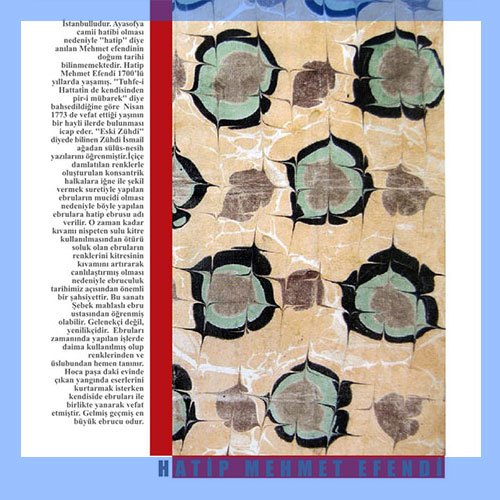 İstanbulludur. Ayasofya
camii hatibi olması
nedeniyle "hatip" diye
anılan Mehmet efendinin
doğum tarihi
bilinmemektedir. Hatip
Mehmet Efendi 1700'lü
yıllarda yaşamış. "Tuhfe-i
Hattatin de kendisinden
pir-i mübarek" diye
bahsedildiğine göre Nisan
1773 de vefat ettiği yaşının
bir hayli ilerde bulunması
icap eder. "Eski Zühdi"
diyede bilinen Zühdi İsmail
ağadan sülüs-nesih
yazılarını öğrenmiştir.İçiçe
damlatılan renklerle
oluşturulan konsantrik
halkalara iğne ile şekil
vermek suretiyle yapılan
ebruların mucidi olması
nedeniyle böyle yapılan
ebrulara hatip ebrusu adı
verilir. O zaman kadar
kıvamı nispeten sulu kitre
kullanılmasından ötürü
soluk olan ebruların
renklerini kitresinin
kıvamını artırarak
canlılaştırmış olması
nedeniyle ebruculuk
tarihimiz açısından önemli
bir şahsiyettir. Bu sanatı
Şebek mahlaslı ebru
ustasından öğrenmiş
olabilir. Gelenekçi değil,
yenilikçidir. Ebruları
zamanında yapılan işlerde
daima kullanılmış olup
renklerinden ve
üslubundan hemen tanınır.
Hoca paşa daki evinde
çıkan yangında eserlerini
kurtarmak isterken
kendiside ebruları ile
birlikte yanarak vefat
etmiştir. Gelmiş geçmiş en
büyük ebrucu odur.
HATİP MEHMET EFENDİ